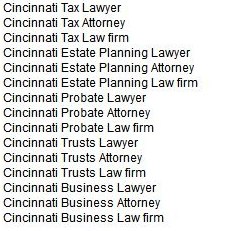 Cincinnati Tax Lawyer
Cincinnati Tax Attorney
Cincinnati Tax Law firm
Cincinnati Estate Planning Lawyer
Cincinnati Estate Planning Attorney
Cincinnati Estate Planning Law firm
Cincinnati Probate Lawyer
Cincinnati Probate Attorney
Cincinnati Probate Law firm
Cincinnati Trusts Lawyer
Cincinnati Trusts Attorney
Cincinnati Trusts Law firm
Cincinnati Business Lawyer
Cincinnati Business Attorney
Cincinnati Business Law firm